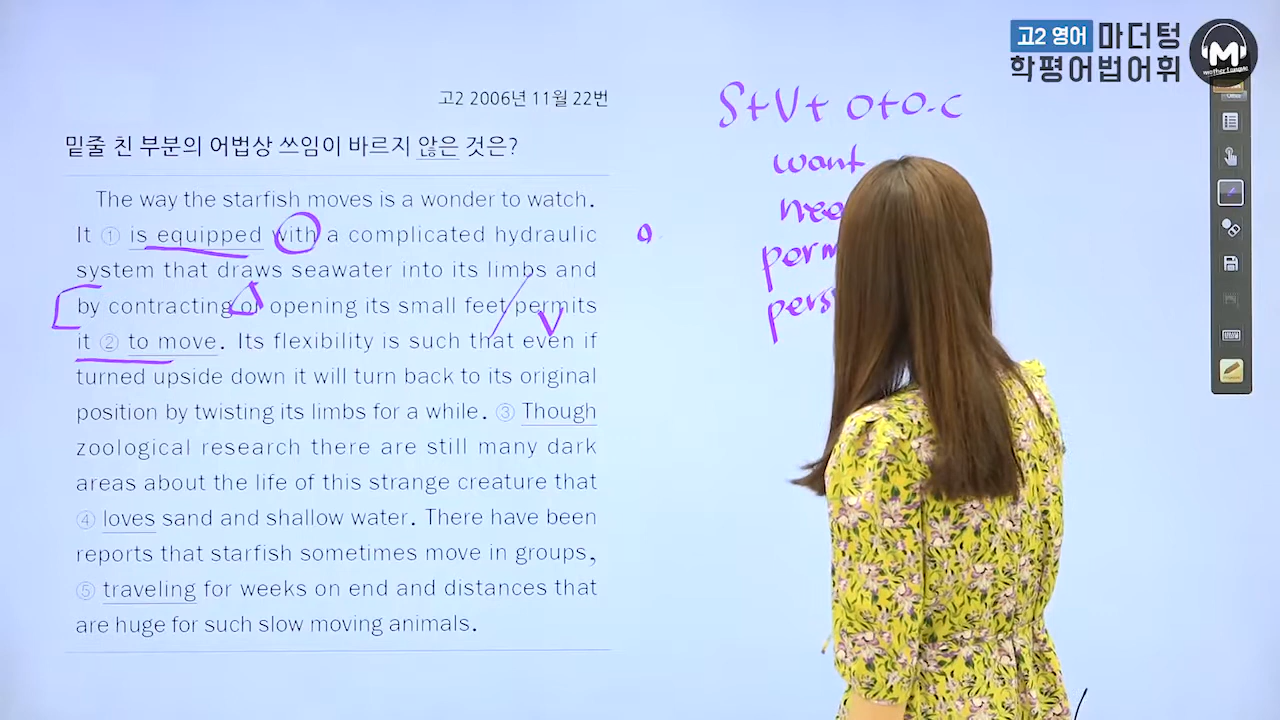 고2 영어 마더텅
학평어법어휘
M
mother tongue
고2 2006년 11월 22번
밑줄 친 부분의 어법상 쓰임이 바르지 않은 것은?
The way the starfish moves is a wonder to watch.
It ① is equipped with a complicated hydraulic
system that draws seawater into its limbs and
by contracting or opening its small feet permits
it ② to move. Its flexibility is such that even if
turned upside down it will turn back to its original
position by twisting its limbs for a while. ③ Though
zoological research there are still many dark
areas about the life of this strange creature that
④ loves sand and shallow water. There have been
reports that starfish sometimes move in groups,
⑤ traveling for weeks on end and distances that
are huge for such slow moving animals.
S+V+ O+O.C
want
V